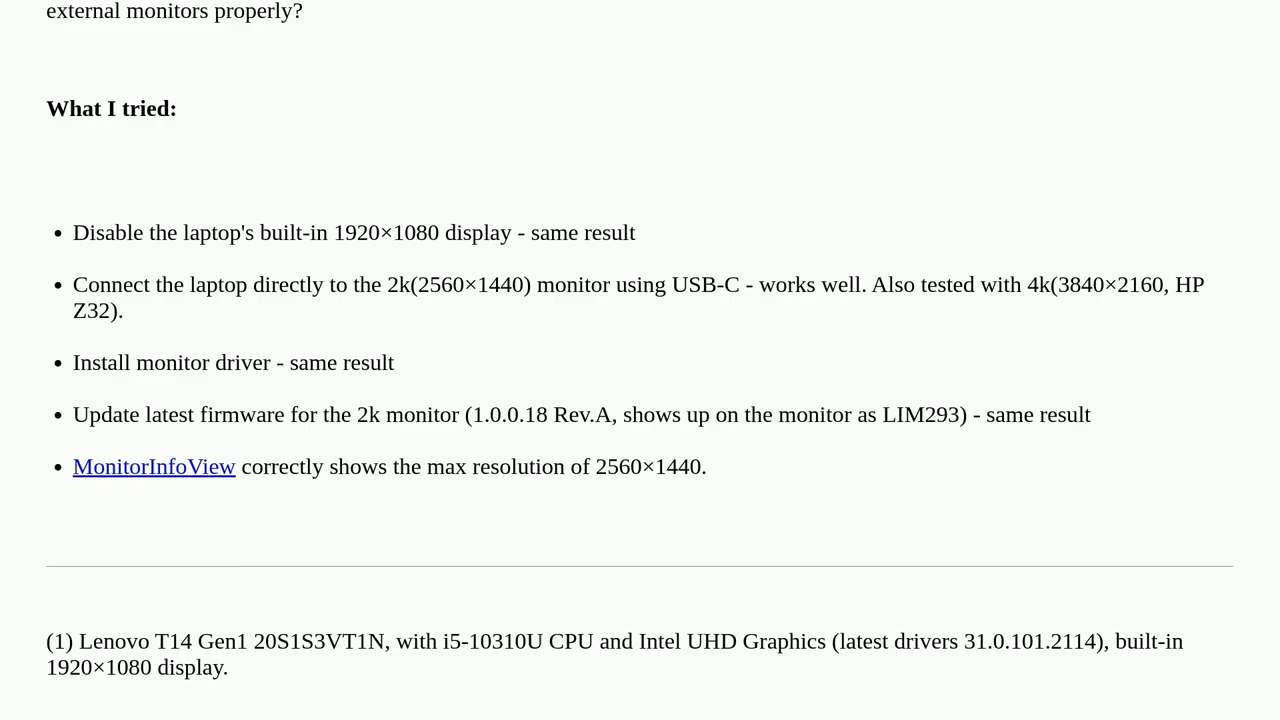 external monitors properly?
What I tried:
• Disable the laptop's built-in 1920×1080 display - same result
• Connect the laptop directly to the 2k(2560×1440) monitor using USB-C - works well. Also tested with 4k(3840×2160, HP
Z32).
• Install monitor driver - same result
• Update latest firmware for the 2k monitor (1.0.0.18 Rev.A, shows up on the monitor as LIM293) - same result
• MonitorInfoView correctly shows the max resolution of 2560×1440.
(1) Lenovo T14 Gen1 20S1S3VT1N, with i5-10310U CPU and Intel UHD Graphics (latest drivers 31.0.101.2114), built-in
1920×1080 display.